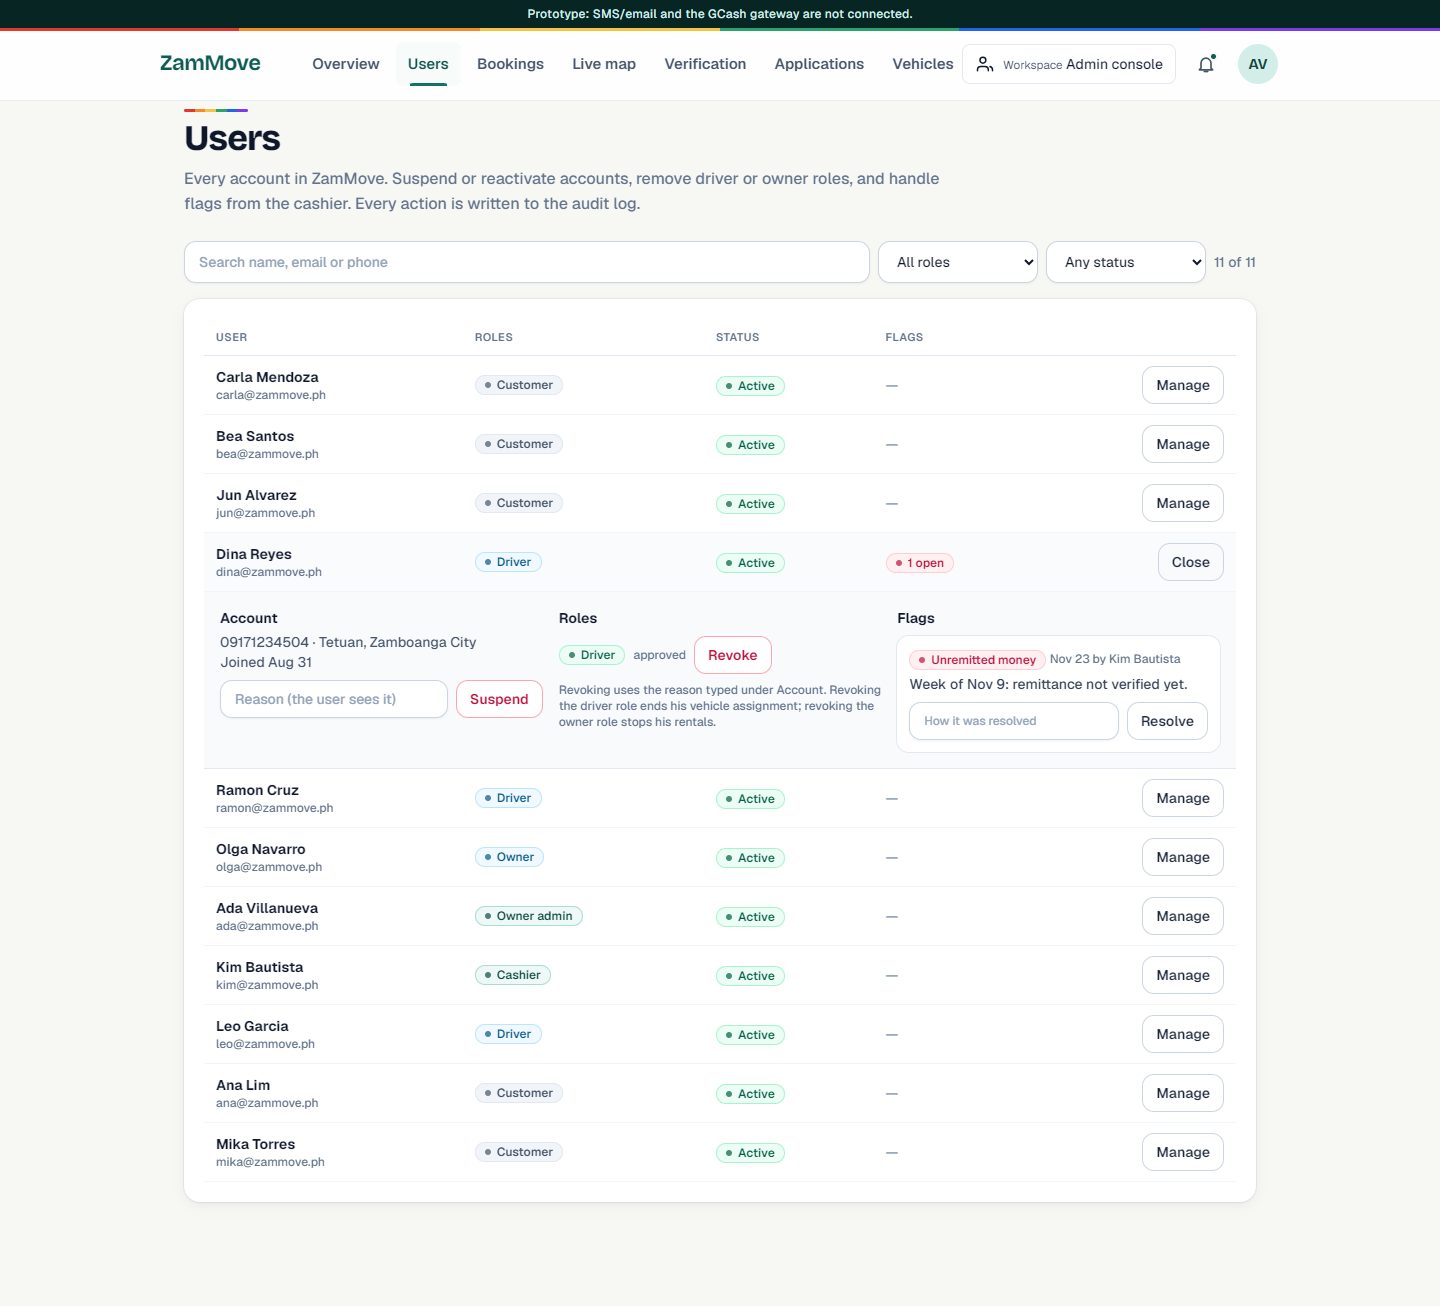 Prototype: SMS/email and the GCash gateway are not connected.
ZamMove
Overview
Users
Bookings
Live map
Verification
Applications
Vehicles
Workspace Admin console
AV
Users
Every account in ZamMove. Suspend or reactivate accounts, remove driver or owner roles, and handle
flags from the cashier. Every action is written to the audit log.
Search name, email or phone
All roles
Any status
11 of 11
USER ROLES STATUS FLAGS
Carla Mendoza
carla@zammove.ph
Customer
Active
—
Manage
Bea Santos
bea@zammove.ph
Customer
Active
—
Manage
Jun Alvarez
jun@zammove.ph
Customer
Active
—
Manage
Dina Reyes
dina@zammove.ph
Driver
Active
1 open
Close
Account
09171234504 · Tetuan, Zamboanga City
Joined Aug 31
Reason (the user sees it)
Suspend
Roles
Driver approved Revoke
Revoking uses the reason typed under Account. Revoking
the driver role ends his vehicle assignment; revoking the
owner role stops his rentals.
Flags
Unremitted money Nov 23 by Kim Bautista
Week of Nov 9: remittance not verified yet.
How it was resolved
Resolve
Ramon Cruz
ramon@zammove.ph
Driver
Active
—
Manage
Olga Navarro
olga@zammove.ph
Owner
Active
—
Manage
Ada Villanueva
ada@zammove.ph
Owner admin
Active
—
Manage
Kim Bautista
kim@zammove.ph
Cashier
Active
—
Manage
Leo Garcia
leo@zammove.ph
Driver
Active
—
Manage
Ana Lim
ana@zammove.ph
Customer
Active
—
Manage
Mika Torres
mika@zammove.ph
Customer
Active
—
Manage